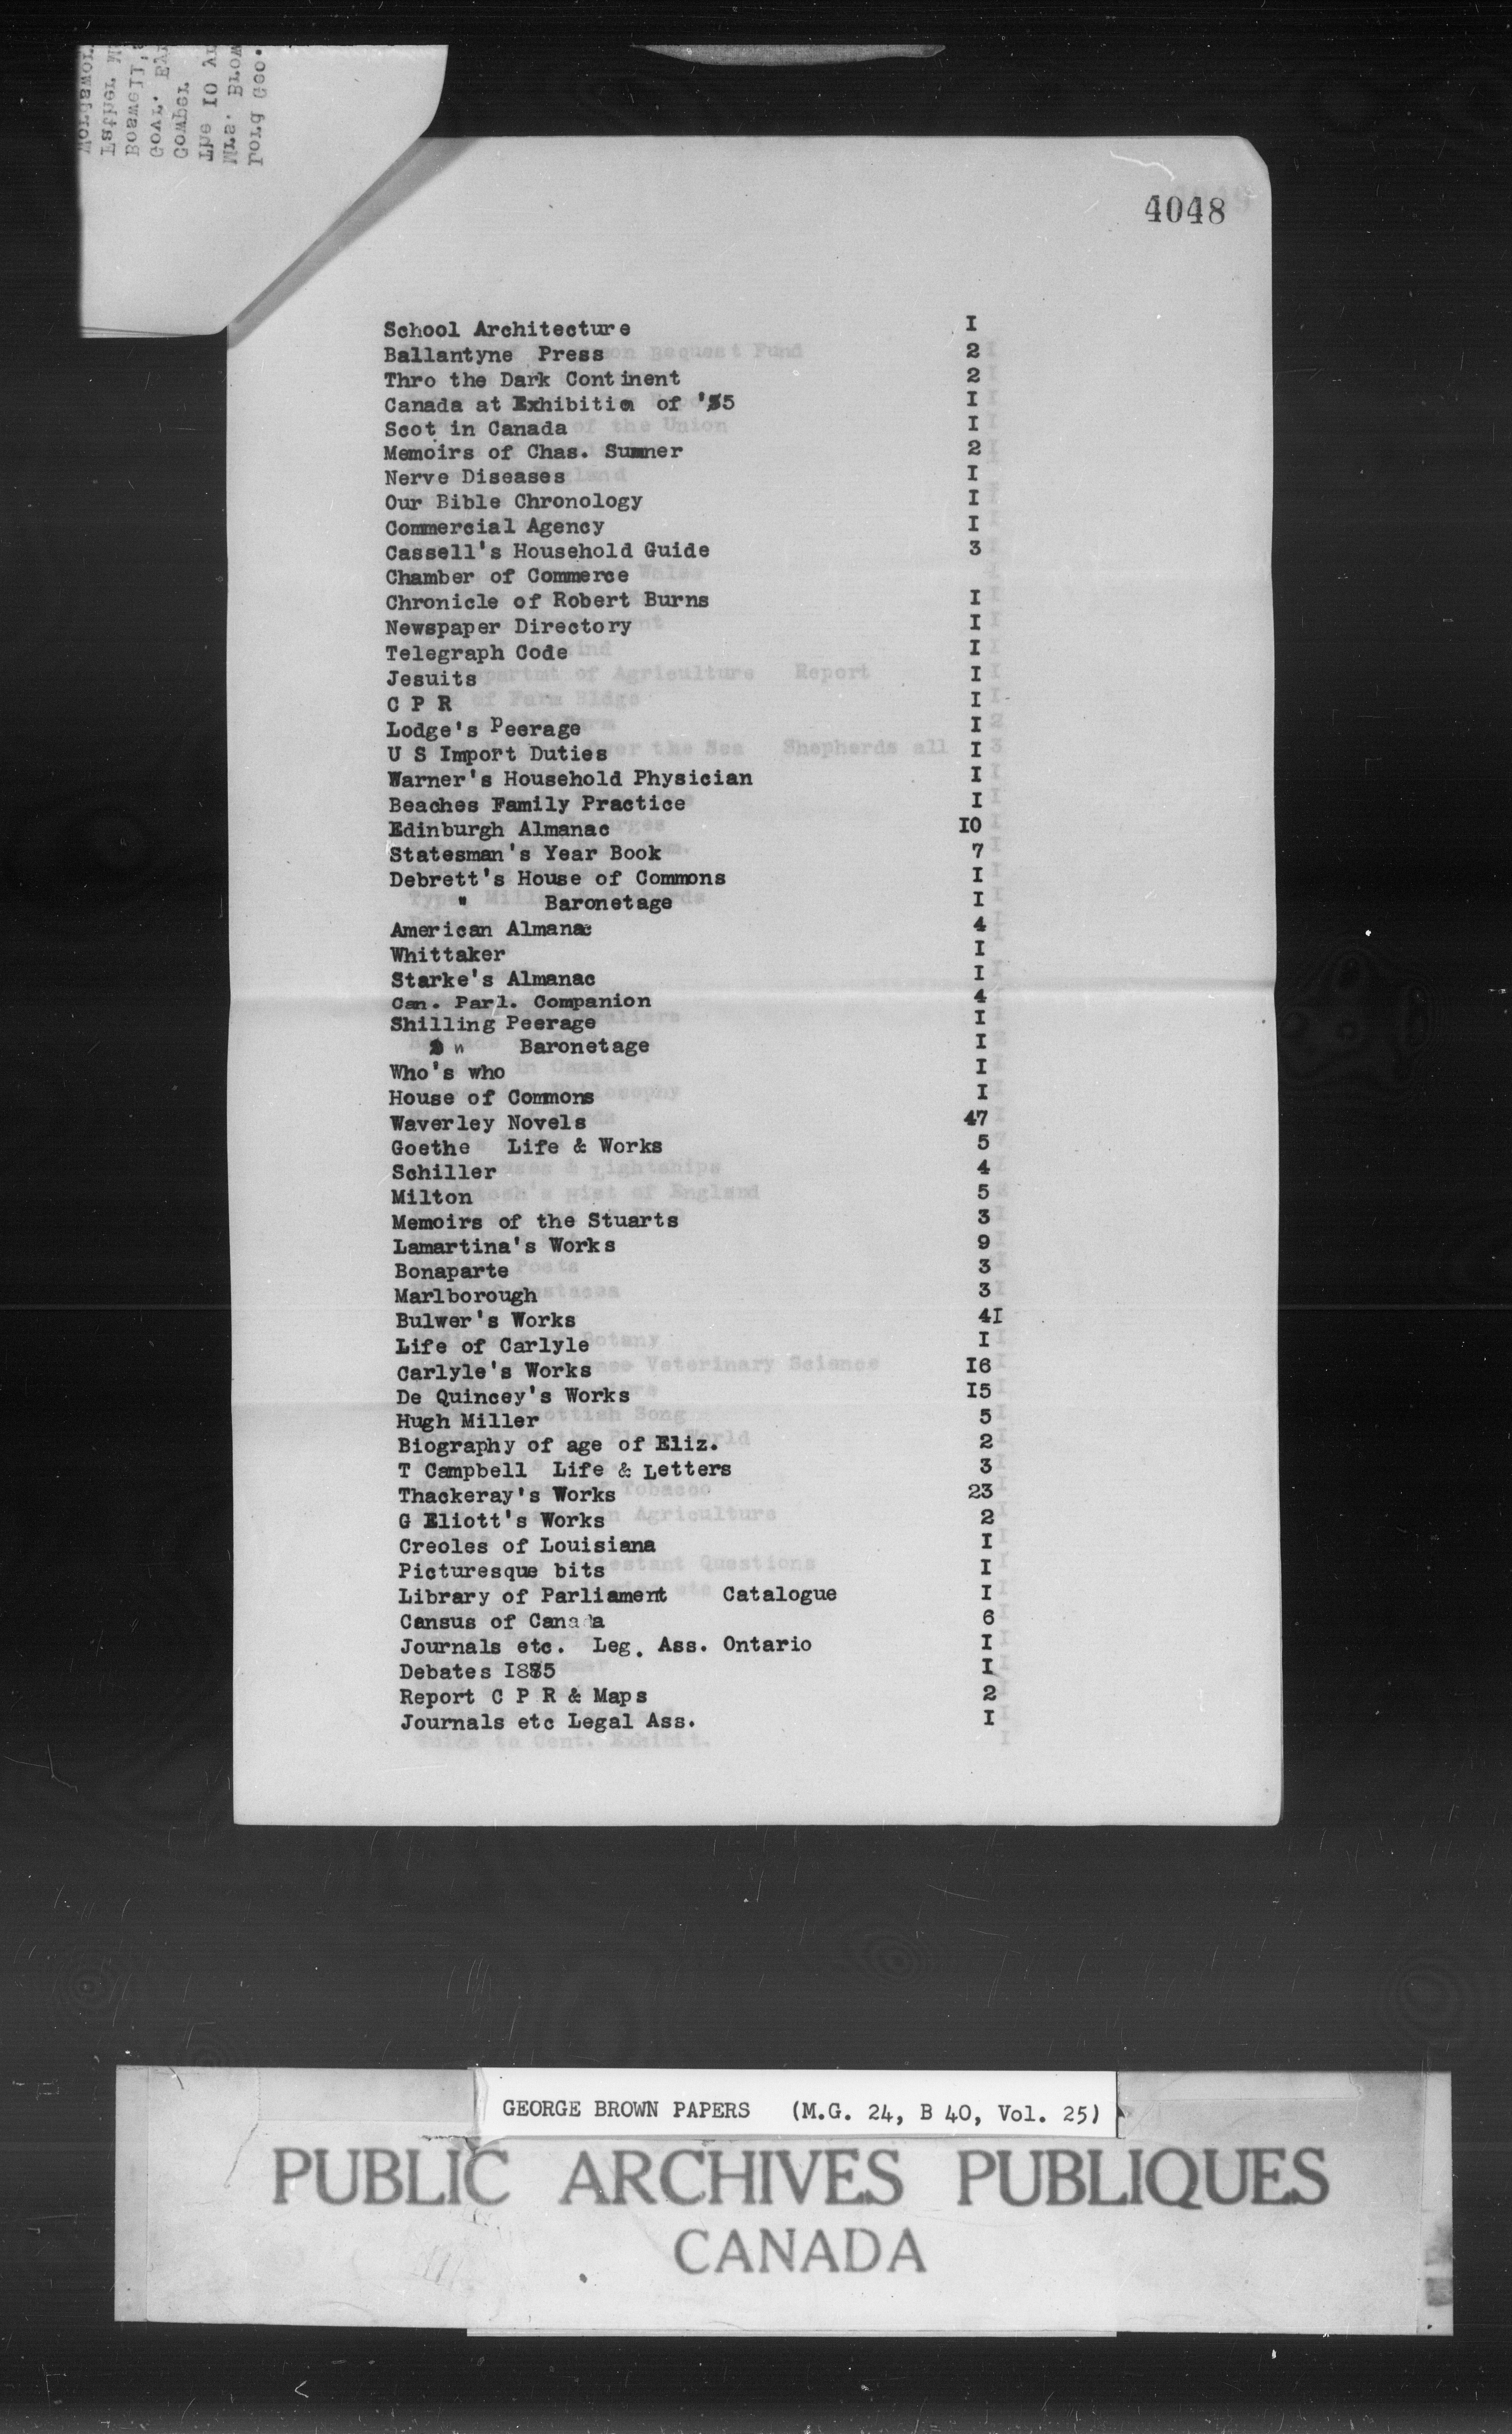 4048
School Architecture I
Ballantyne Press 2
Thro the Dark Continent 2
Canada at Exhibition of '85 I
Scot in Canada I
Memoirs of Chas. Sumner 2
Nerve Diseases I
Our Bible Chronology I
Commercial Agency I
Cassell's Household Guide 3
Chamber of Commerce
Chronicle of Robert Burns I
Newspaper Directory I
Telegraph Code I
Jesuits I
C P R I
Lodge's Peerage I
U S Import Duties I
Warner's Household Physician I
Beaches Family Practice I
Edinburgh Almanac I0
Statesman's Year Book 7
Debrett's House of Commons I
" Baronetage I
American Almanac 4
Whittaker I
Starke's Almanac I
Can. Parl. Companion 4
Shilling Peerage I
" Baronetage I
Who's who I
House of Commons I
Waverley Novels 47
Goethe Life & Works 5
Schiller 4
Milton 5
Memoirs of the Stuarts 3
Lamartina's Works 9
Bonaparte 3
Marlborough 3
Bulwer's Works 4I
Life of Carlyle I
Carlyle's Works I6
De Quincey's Works I5
Hugh Miller 5
Biography of age of Eliz. 2
T Campbell Life & Letters 3
Thackeray's Works 23
G Eliott's Works 2
Creoles of Louisiana I
Picturesque bits I
Library of Parliament Catalogue I
Census of Canada 6
Journals etc. Leg. Ass. Ontario I
Debates I885 I
Report C P R & Maps 2
Journals etc Legal Ass. I
GEORGE BROWN PAPERS (M.G. 24, B 40, Vol. 25)
PUBLIC ARCHIVES PUBLIQUES
CANADA